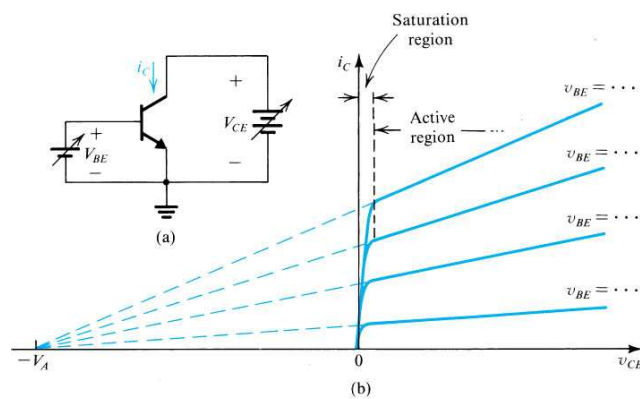 Saturation
region
i_C
v_BE = · · ·
Active
region
...
v_BE = · · ·
v_BE = · · ·
v_BE = · · ·
−V_A
0
v_CE
(b)
i_C
+
V_BE
−
+
V_CE
−
(a)